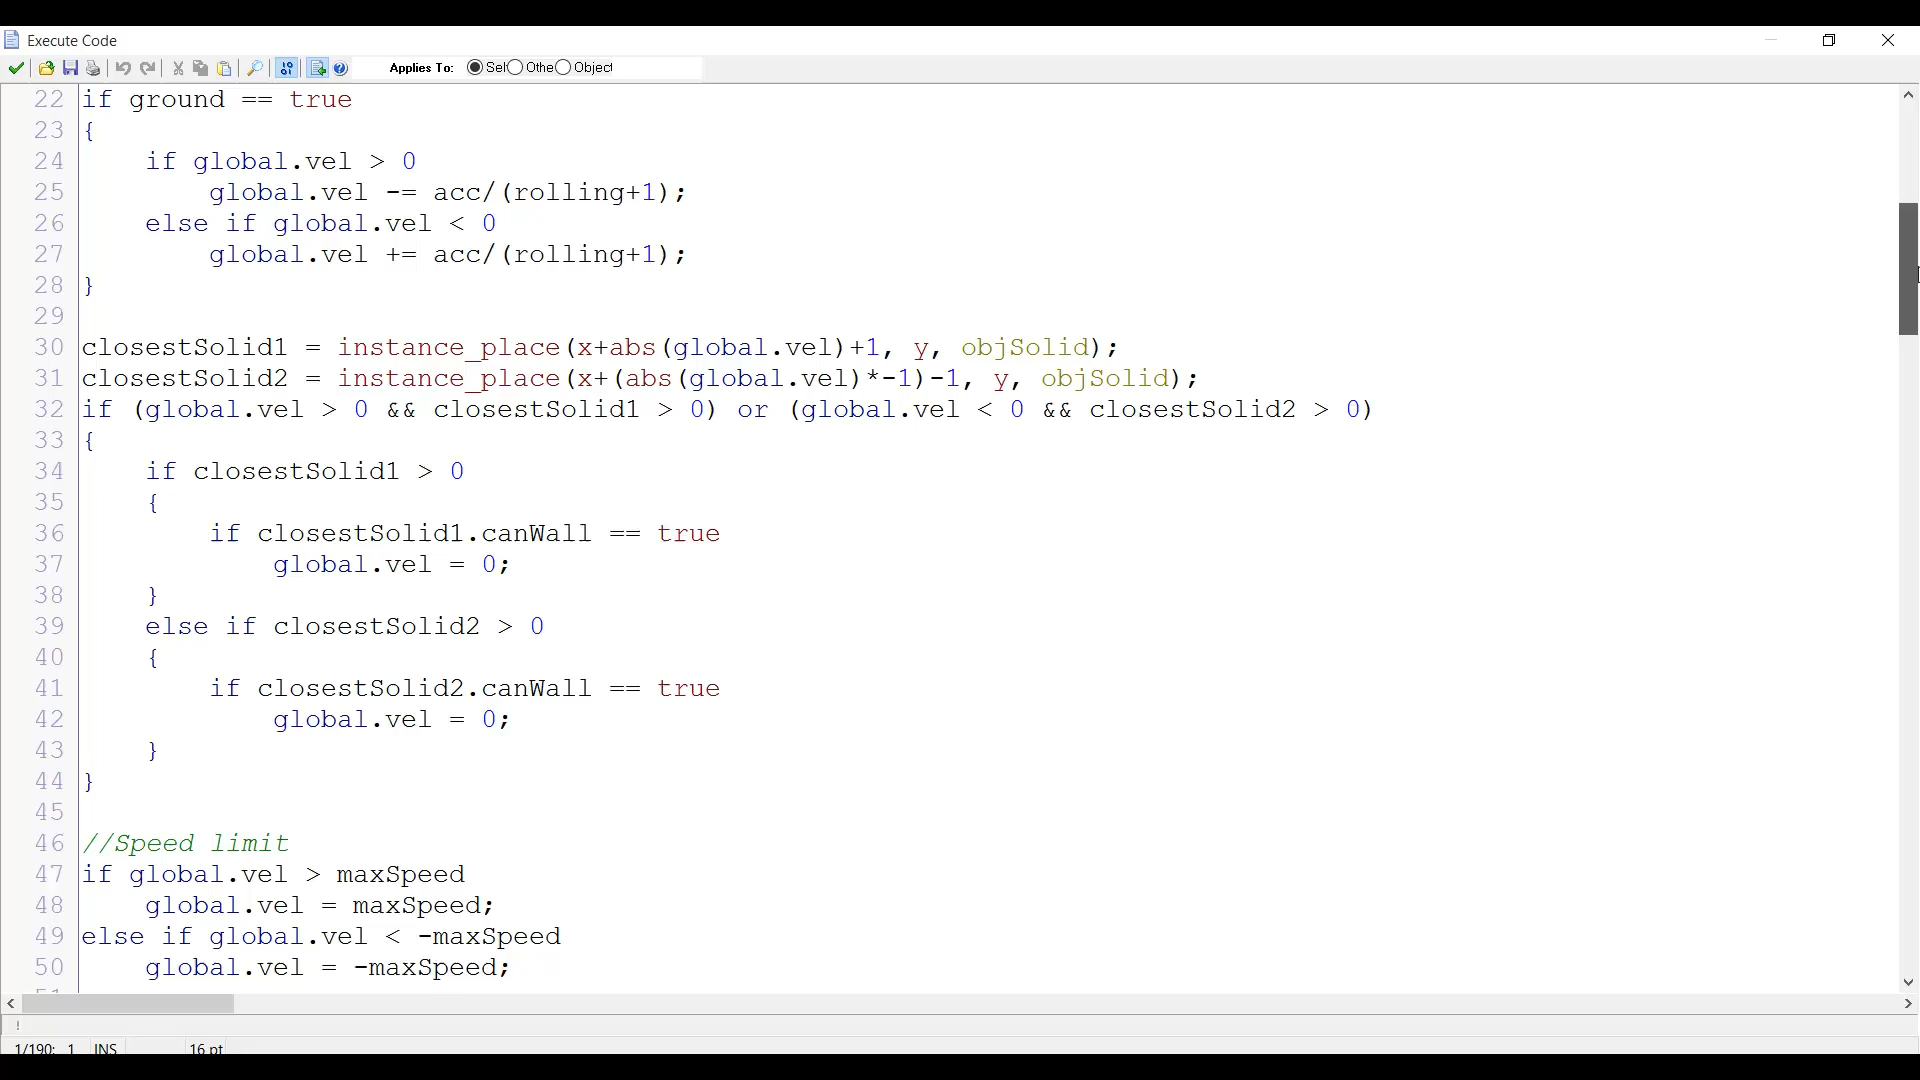 Execute Code
Applies To: Self Othe Object
22 if ground == true
23 {
24     if global.vel > 0
25         global.vel -= acc/(rolling+1);
26     else if global.vel < 0
27         global.vel += acc/(rolling+1);
28 }
29
30 closestSolid1 = instance_place(x+abs(global.vel)+1, y, objSolid);
31 closestSolid2 = instance_place(x+(abs(global.vel)*-1)-1, y, objSolid);
32 if (global.vel > 0 && closestSolid1 > 0) or (global.vel < 0 && closestSolid2 > 0)
33 {
34     if closestSolid1 > 0
35     {
36         if closestSolid1.canWall == true
37             global.vel = 0;
38     }
39     else if closestSolid2 > 0
40     {
41         if closestSolid2.canWall == true
42             global.vel = 0;
43     }
44 }
45
46 //Speed limit
47 if global.vel > maxSpeed
48     global.vel = maxSpeed;
49 else if global.vel < -maxSpeed
50     global.vel = -maxSpeed;
51
!
1/190: 1 INS 16 pt